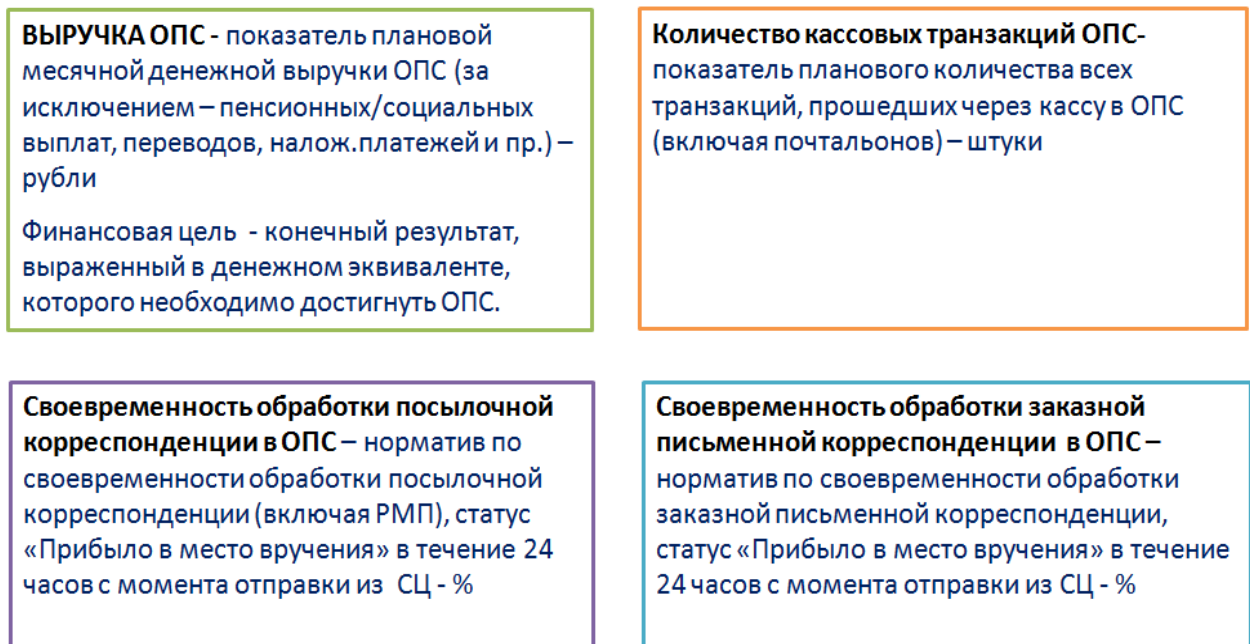 ВЫРУЧКА ОПС - показатель плановой
месячной денежной выручки ОПС (за
исключением – пенсионных/социальных
выплат, переводов, налож.платежей и пр.) –
рубли
Финансовая цель - конечный результат,
выраженный в денежном эквиваленте,
которого необходимо достигнуть ОПС.
Количество кассовых транзакций ОПС-
показатель планового количества всех
транзакций, прошедших через кассу в ОПС
(включая почтальонов) – штуки
Своевременность обработки посылочной
корреспонденции в ОПС – норматив по
своевременности обработки посылочной
корреспонденции (включая РМП), статус
«Прибыло в место вручения» в течение 24
часов с момента отправки из СЦ - %
Своевременность обработки заказной
письменной корреспонденции в ОПС –
норматив по своевременности обработки
заказной письменной корреспонденции,
статус «Прибыло в место вручения» в течение
24 часов с момента отправки из СЦ - %